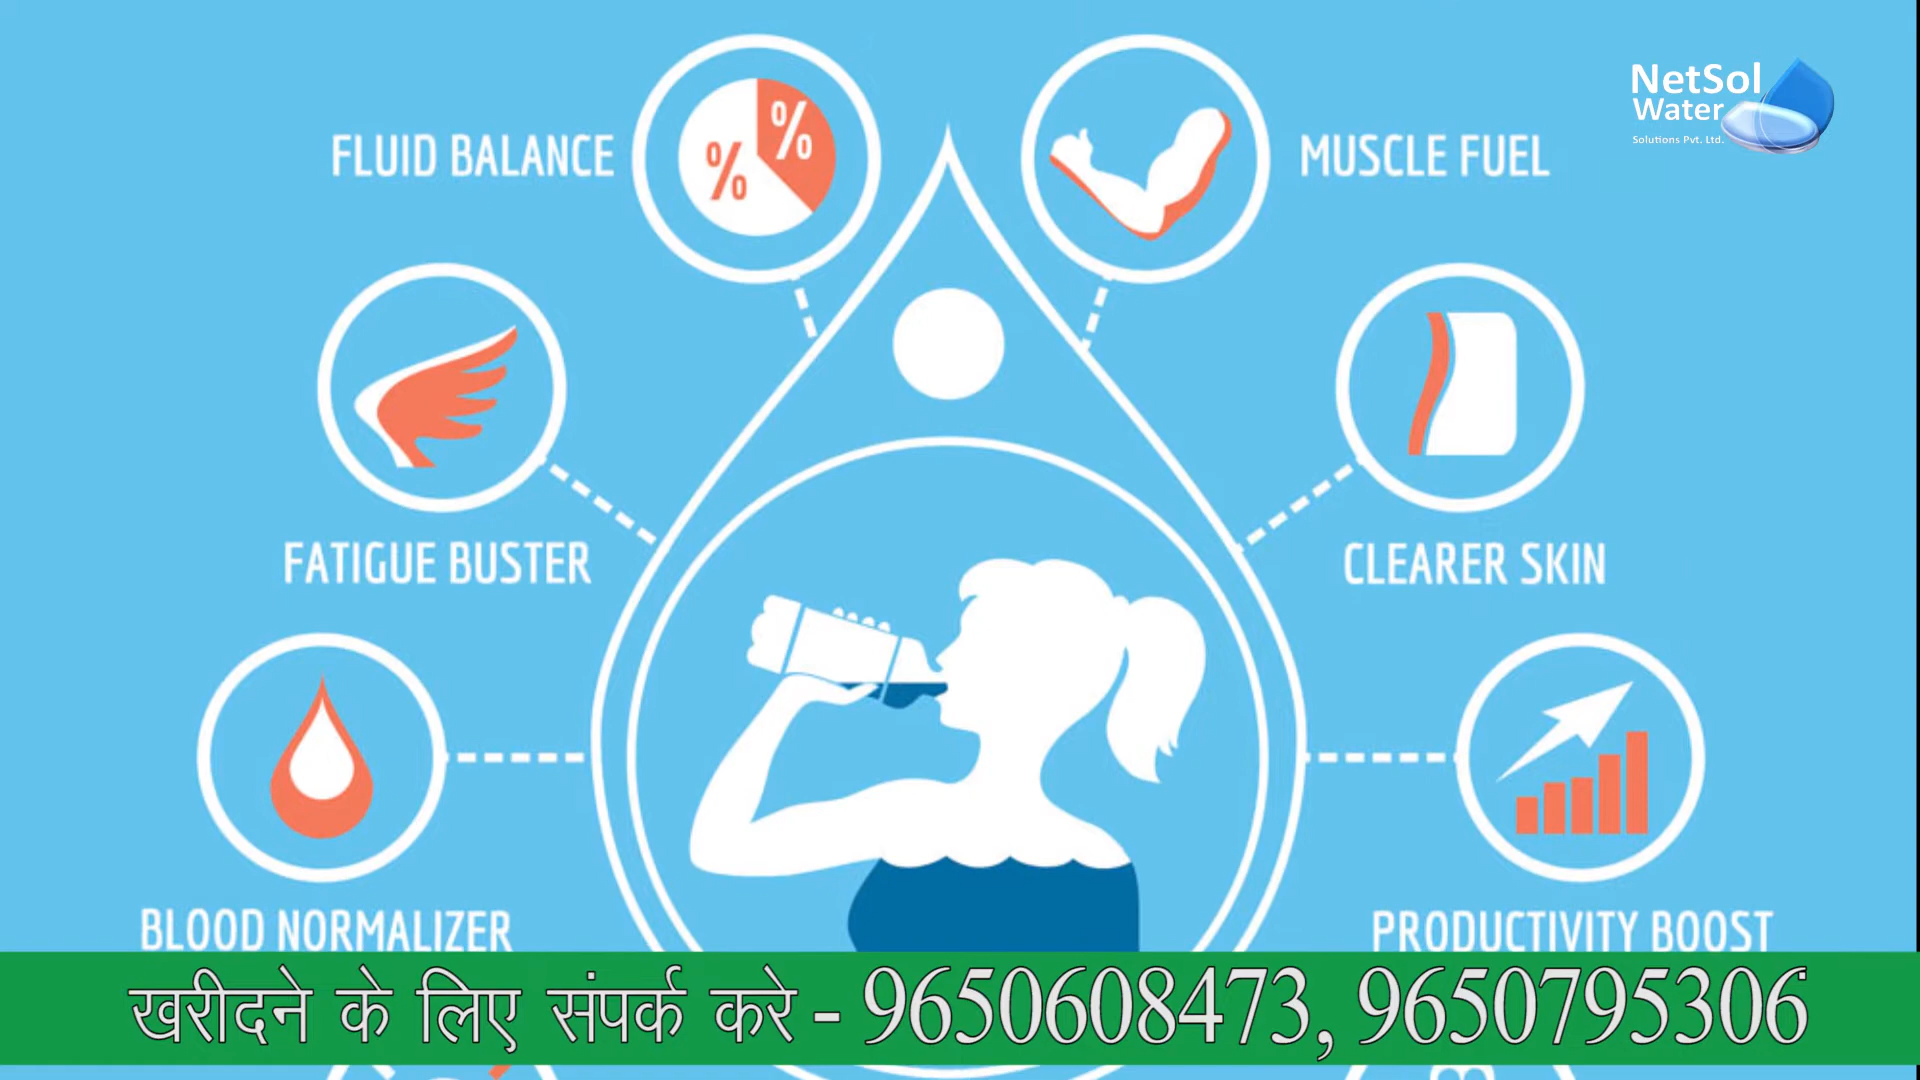 NetSol
Water
Solutions Pvt. Ltd.
FLUID BALANCE
MUSCLE FUEL
%
%
FATIGUE BUSTER
CLEARER SKIN
BLOOD NORMALIZER
PRODUCTIVITY BOOST
खरीदने के लिए संपर्क करे - 9650608473, 9650795306